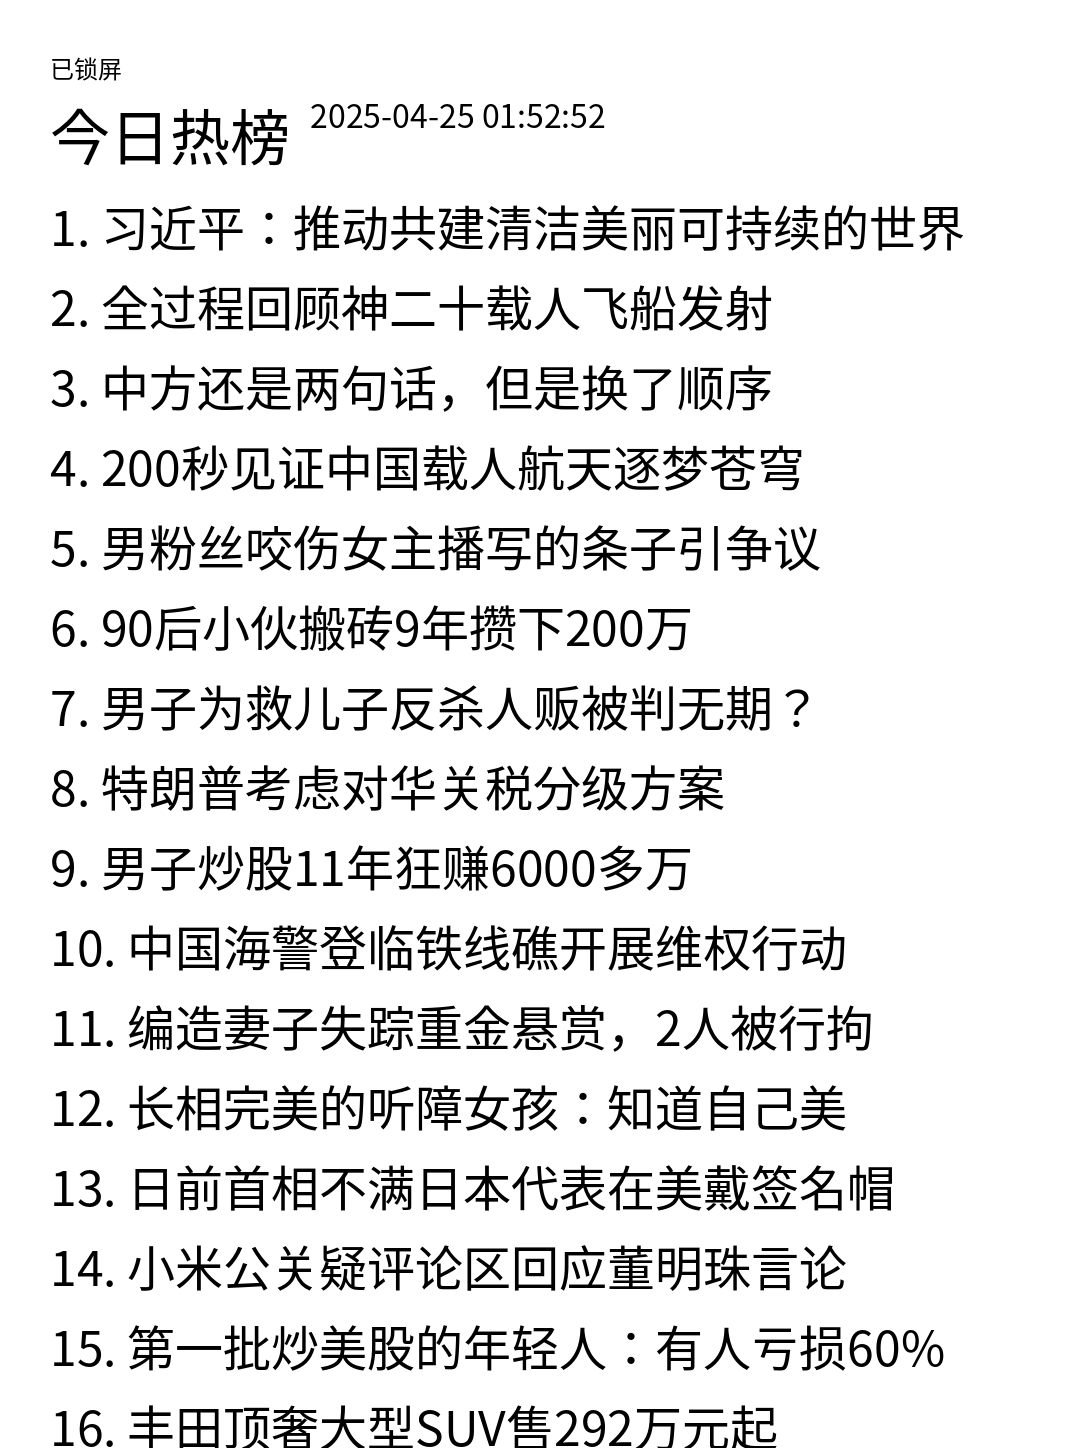 已锁屏
今日热榜 2025-04-25 01:52:52
1. 习近平：推动共建清洁美丽可持续的世界
2. 全过程回顾神二十载人飞船发射
3. 中方还是两句话，但是换了顺序
4. 200秒见证中国载人航天逐梦苍穹
5. 男粉丝咬伤女主播写的条子引争议
6. 90后小伙搬砖9年攒下200万
7. 男子为救儿子反杀人贩被判无期？
8. 特朗普考虑对华关税分级方案
9. 男子炒股11年狂赚6000多万
10. 中国海警登临铁线礁开展维权行动
11. 编造妻子失踪重金悬赏，2人被行拘
12. 长相完美的听障女孩：知道自己美
13. 日前首相不满日本代表在美戴签名帽
14. 小米公关疑评论区回应董明珠言论
15. 第一批炒美股的年轻人：有人亏损60%
16. 丰田顶奢大型SUV售292万元起